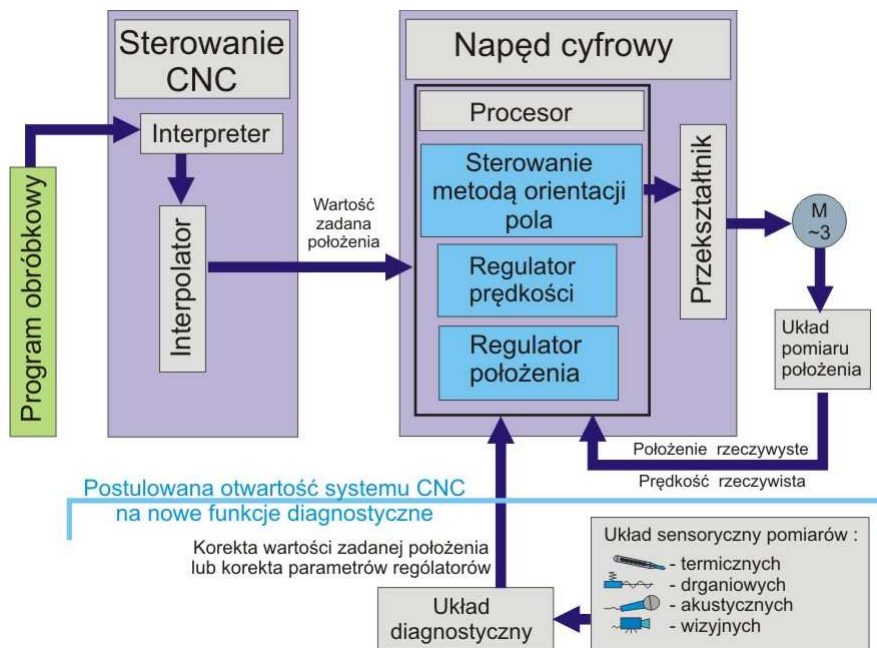 Sterowanie
CNC
Napęd cyfrowy
Interpreter
Procesor
Program obróbkowy
Interpolator
Wartość
zadana
położenia
Sterowanie
metodą orientacji
pola
Regulator
prędkości
Regulator
położenia
Przekształtnik
M
~3
Układ
pomiaru
położenia
Położenie rzeczywyste
Prędkość rzeczywista
Postulowana otwartość systemu CNC
na nowe funkcje diagnostyczne
Korekta wartości zadanej położenia
lub korekta parametrów régulatorów
Układ
diagnostyczny
Układ sensoryczny pomiarów :
- termicznych
- drganiowych
- akustycznych
- wizyjnych